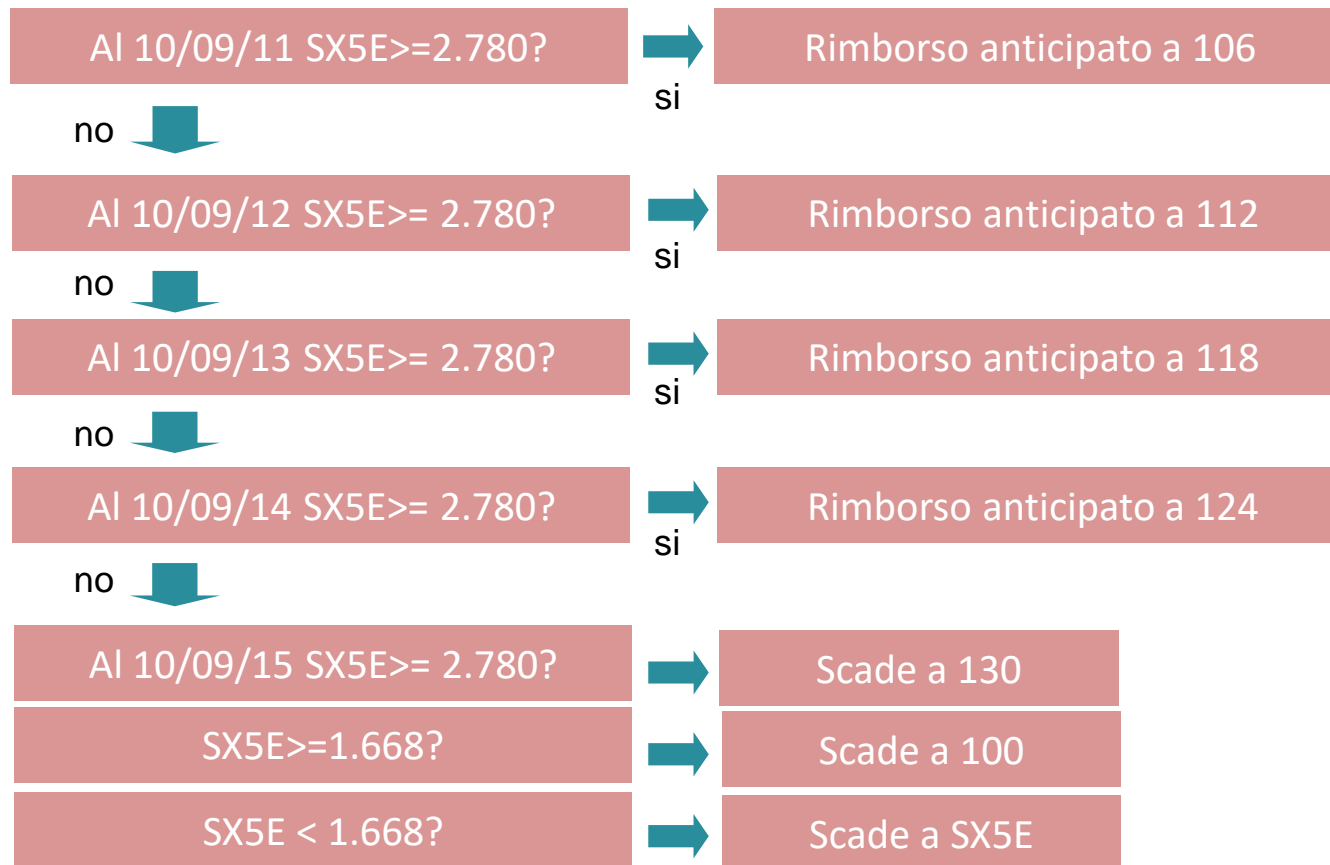 Al 10/09/11 SX5E>=2.780?
Rimborso anticipato a 106
si
no
Al 10/09/12 SX5E>= 2.780?
Rimborso anticipato a 112
si
no
Al 10/09/13 SX5E>= 2.780?
Rimborso anticipato a 118
si
no
Al 10/09/14 SX5E>= 2.780?
Rimborso anticipato a 124
si
no
Al 10/09/15 SX5E>= 2.780?
Scade a 130
SX5E>=1.668?
Scade a 100
SX5E < 1.668?
Scade a SX5E